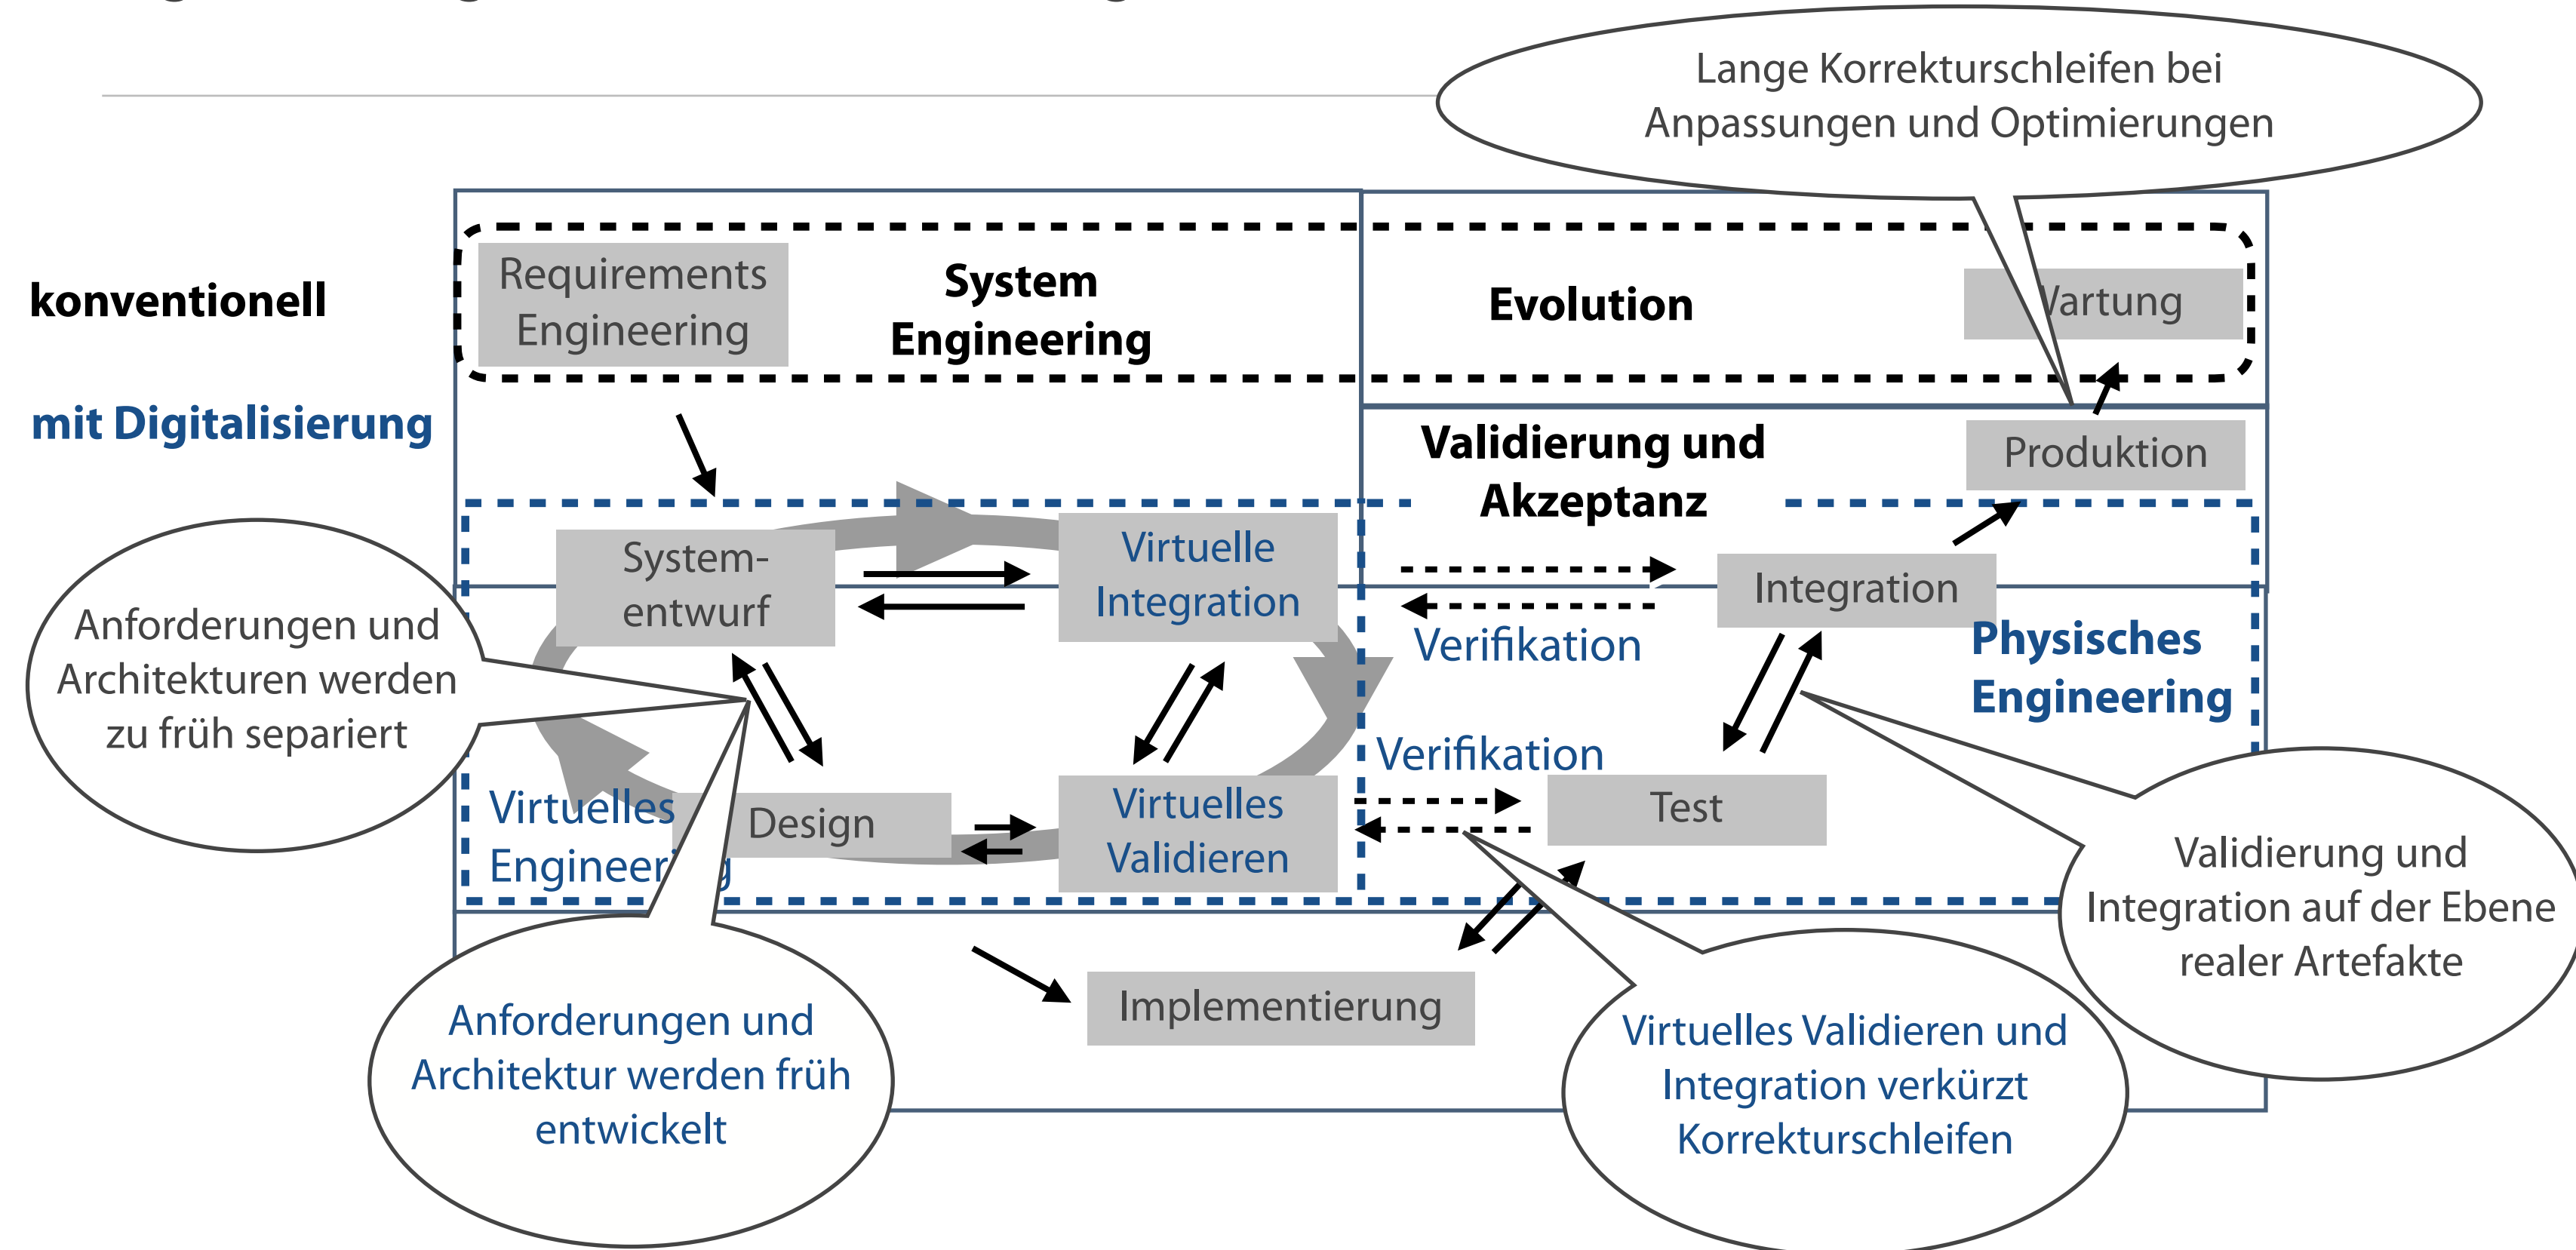 Lange Korrekturschleifen bei
Anpassungen und Optimierungen
konventionell
mit Digitalisierung
Requirements
Engineering
System
Engineering
Evolution
Validierung und
Akzeptanz
Produktion
System-
entwurf
Virtuelle
Integration
Verifikation
Integration
Physisches
Engineering
Anforderungen und
Architekturen werden
zu früh separiert
Virtuelles
Design
Virtuelles
Validieren
Verifikation
Test
Validierung und
Integration auf der Ebene
realer Artefakte
Implementierung
Anforderungen und
Architektur werden früh
entwickelt
Virtuelles Validieren und
Integration verkürzt
Korrekturschleifen